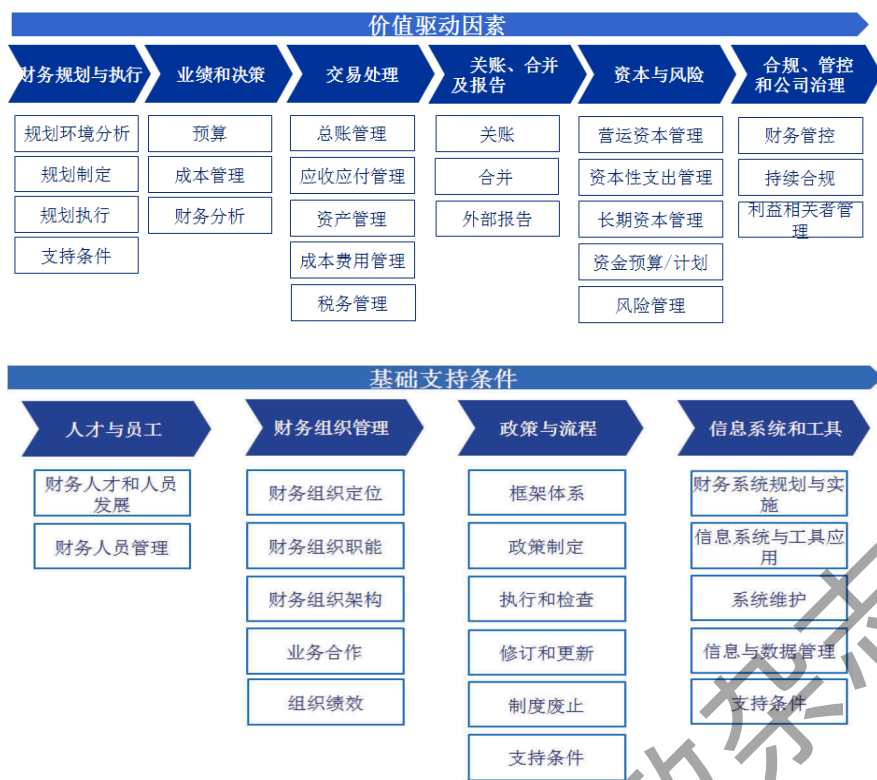 价值驱动因素
财务规划与执行
业绩和决策
交易处理
关账、合并
及报告
资本与风险
合规、管控
和公司治理
规划环境分析
规划制定
规划执行
支持条件
预算
成本管理
财务分析
总账管理
应收应付管理
资产管理
成本费用管理
税务管理
关账
合并
外部报告
营运资本管理
资本性支出管理
长期资本管理
资金预算/计划
风险管理
财务管控
持续合规
利益相关者管
理
基础支持条件
人才与员工
财务组织管理
政策与流程
信息系统和工具
财务人才和人员
发展
财务人员管理
财务组织定位
财务组织职能
财务组织架构
业务合作
组织绩效
框架体系
政策制定
执行和检查
修订和更新
制度废止
支持条件
财务系统规划与实
施
信息系统与工具应
用
系统维护
信息与数据管理
支持条件
杂志